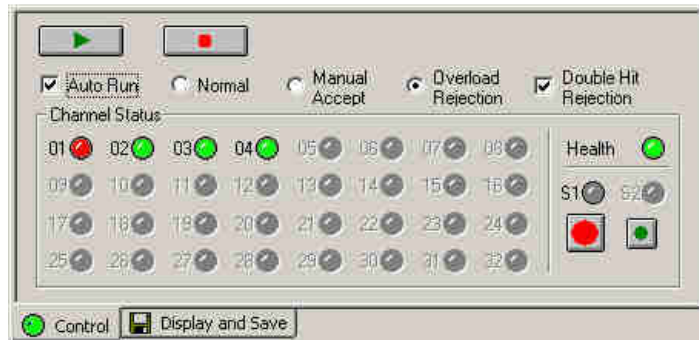 Auto Run Normal Manual Accept Overload Rejection Double Hit Rejection
Channel Status
01 02 03 04 05 06 07 08 Health
09 10 11 12 13 14 15 16 S1 S2
17 18 19 20 21 22 23 24
25 26 27 28 29 30 31 32
Control Display and Save